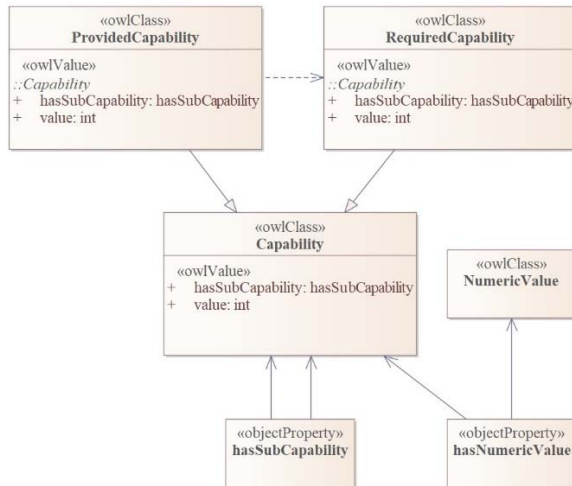 «owlClass»
ProvidedCapability
«owlValue»
::Capability
+ hasSubCapability: hasSubCapability
+ value: int
«owlClass»
RequiredCapability
«owlValue»
::Capability
+ hasSubCapability: hasSubCapability
+ value: int
«owlClass»
Capability
«owlValue»
+ hasSubCapability: hasSubCapability
+ value: int
«owlClass»
NumericValue
«objectProperty»
hasSubCapability
«objectProperty»
hasNumericValue